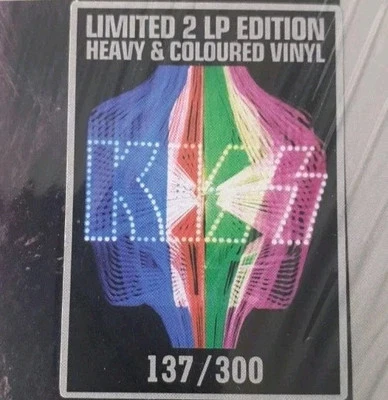 LIMITED 2 LP EDITION
HEAVY & COLOURED VINYL
KISS
137/300